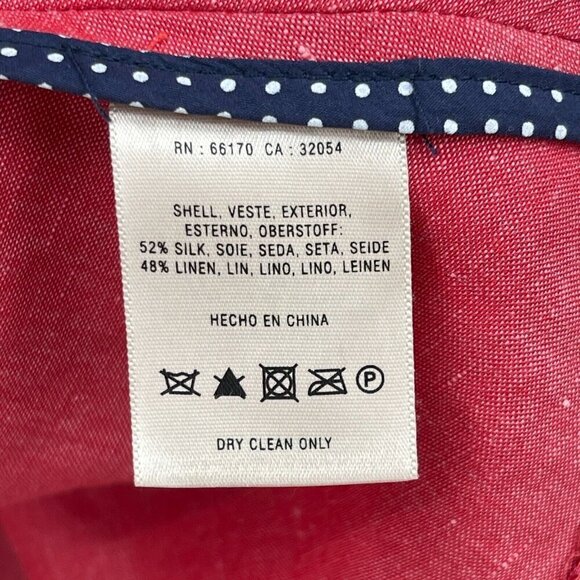 RN : 66170 CA : 32054
SHELL, VESTE, EXTERIOR,
ESTERNO, OBERSTOFF:
52% SILK, SOIE, SEDA, SETA, SEIDE
48% LINEN, LIN, LINO, LINO, LEINEN
HECHO EN CHINA
P
DRY CLEAN ONLY